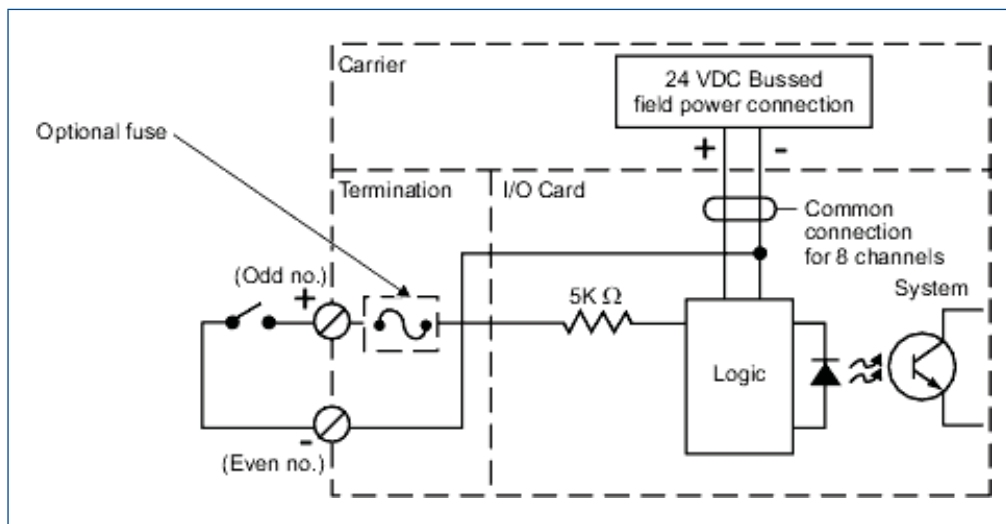 Carrier
24 VDC Bussed
field power connection
Optional fuse
+
-
Termination
I/O Card
Common
connection
for 8 channels
(Odd no.)
+
5K Ω
System
Logic
-
(Even no.)